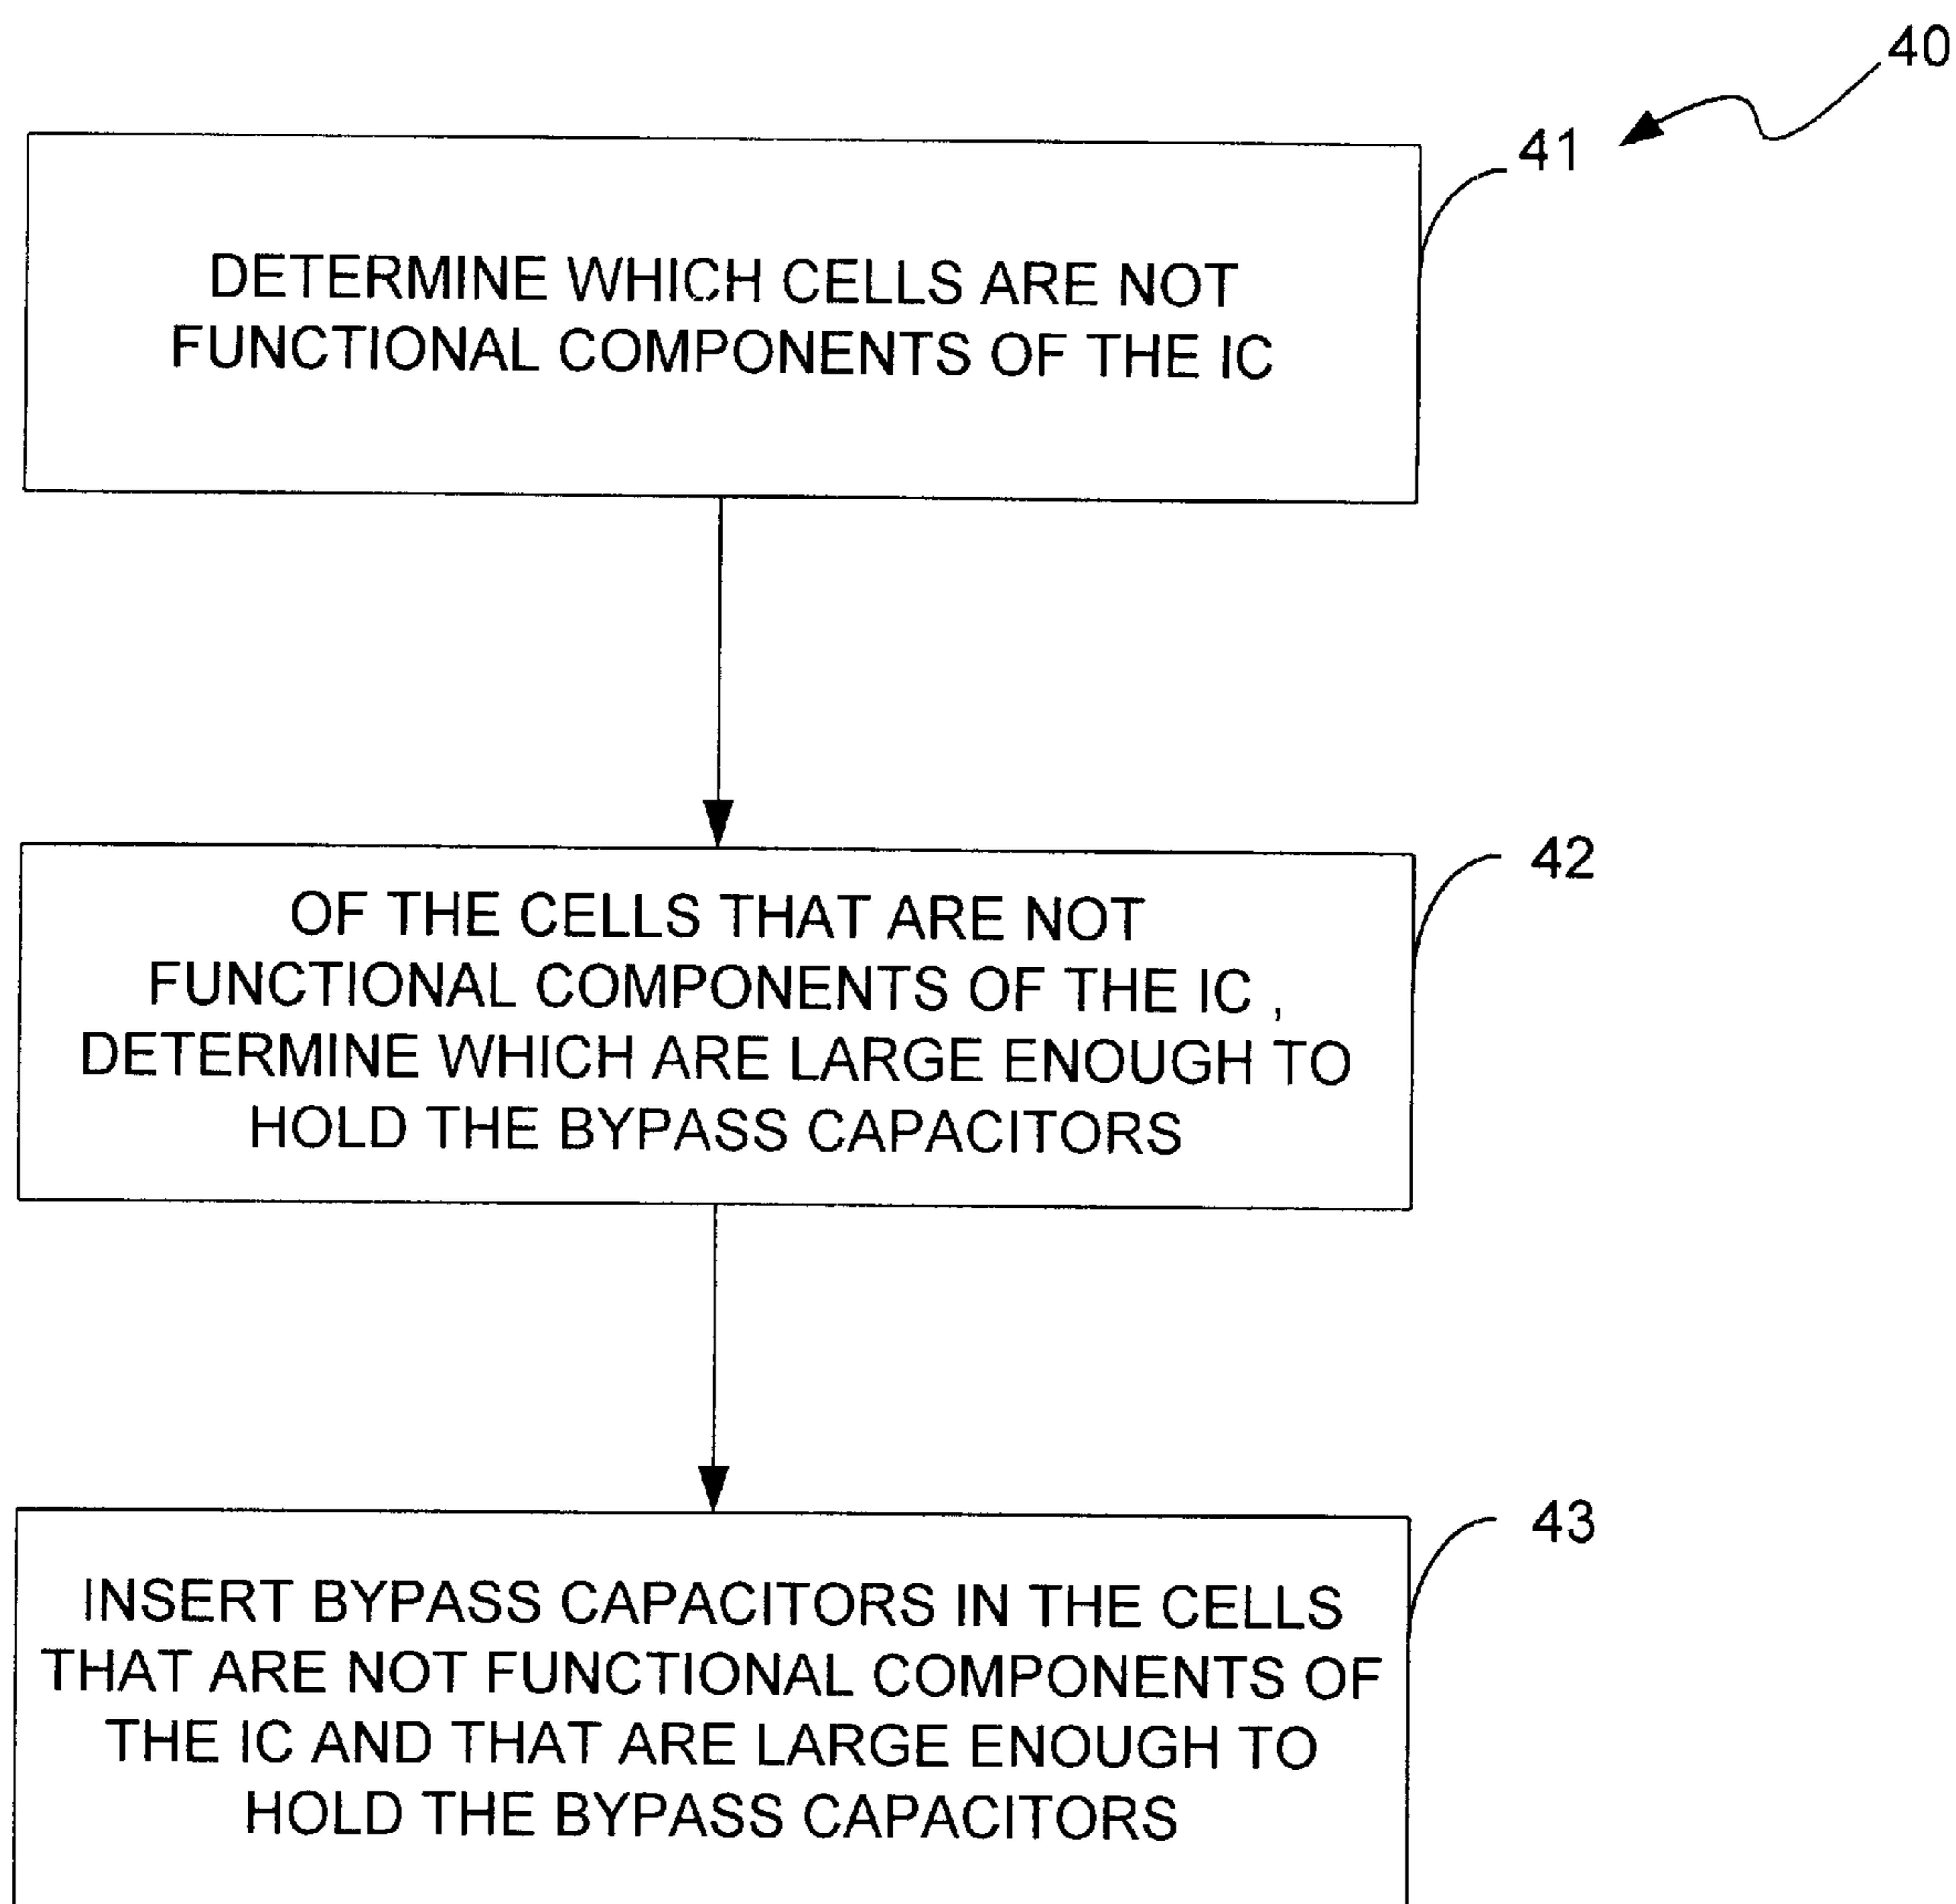 40
41
DETERMINE WHICH CELLS ARE NOT
FUNCTIONAL COMPONENTS OF THE IC
42
OF THE CELLS THAT ARE NOT
FUNCTIONAL COMPONENTS OF THE IC ,
DETERMINE WHICH ARE LARGE ENOUGH TO
HOLD THE BYPASS CAPACITORS
43
INSERT BYPASS CAPACITORS IN THE CELLS
THAT ARE NOT FUNCTIONAL COMPONENTS OF
THE IC AND THAT ARE LARGE ENOUGH TO
HOLD THE BYPASS CAPACITORS